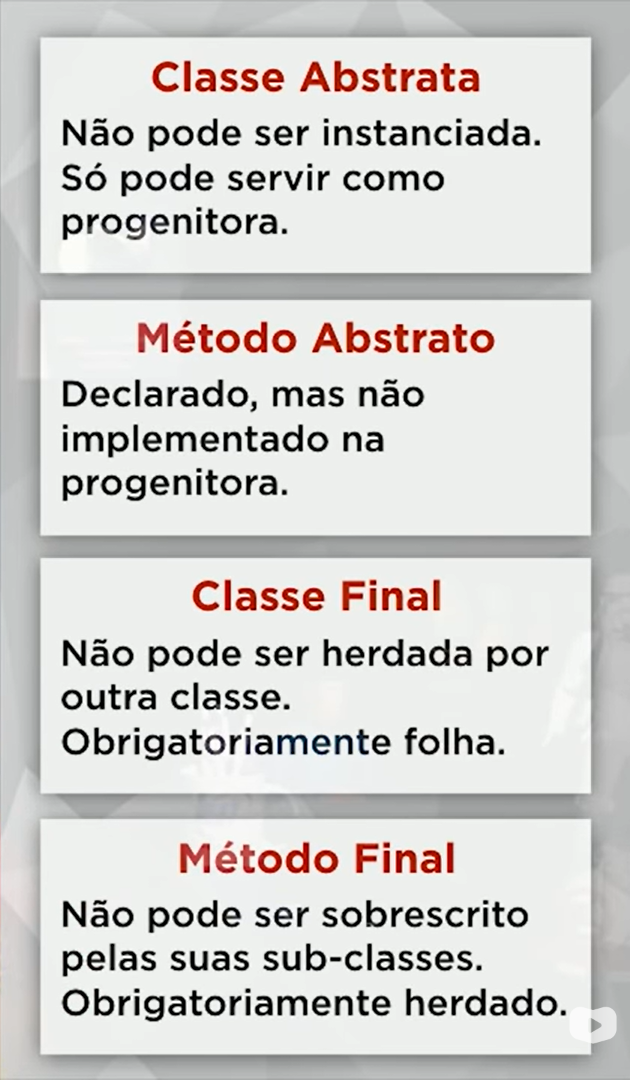 Classe Abstrata
Não pode ser instanciada.
Só pode servir como
progenitora.
Método Abstrato
Declarado, mas não
implementado na
progenitora.
Classe Final
Não pode ser herdada por
outra classe.
Obrigatoriamente folha.
Método Final
Não pode ser sobrescrito
pelas suas sub-classes.
Obrigatoriamente herdado.